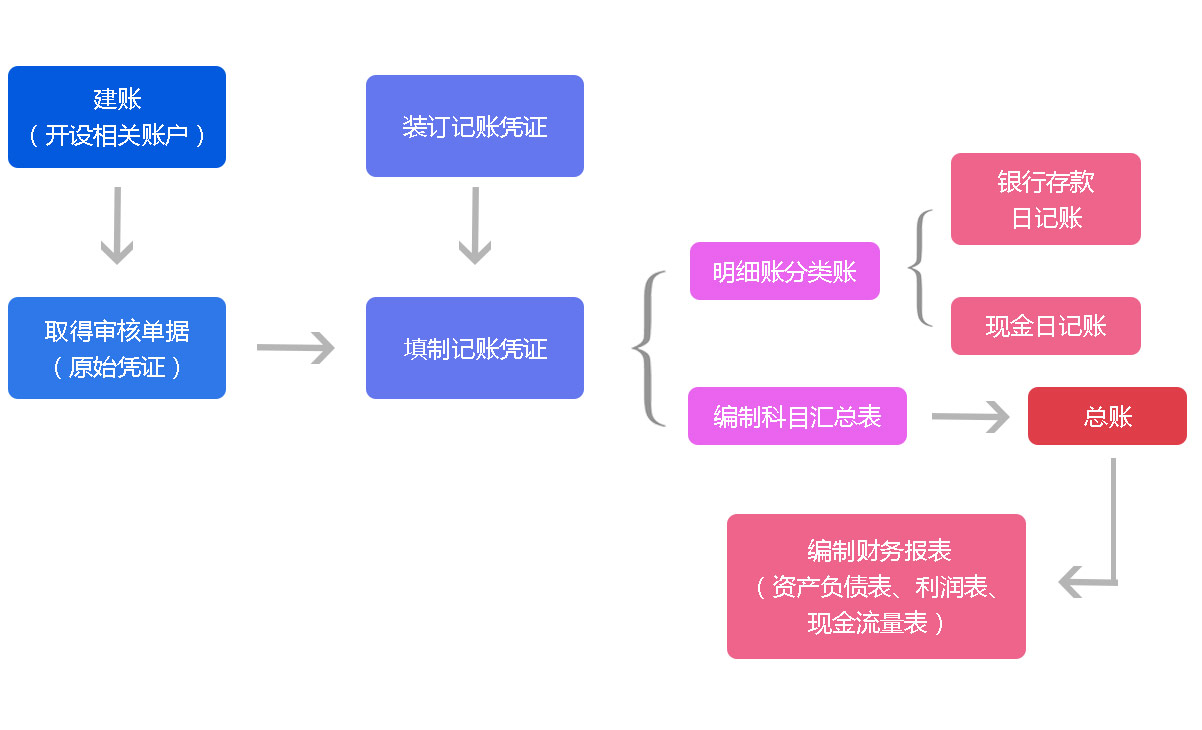 建账
（开设相关账户）
装订记账凭证
取得审核单据
（原始凭证）
填制记账凭证
明细账分类账
银行存款
日记账
现金日记账
编制科目汇总表
总账
编制财务报表
（资产负债表、利润表、
现金流量表）